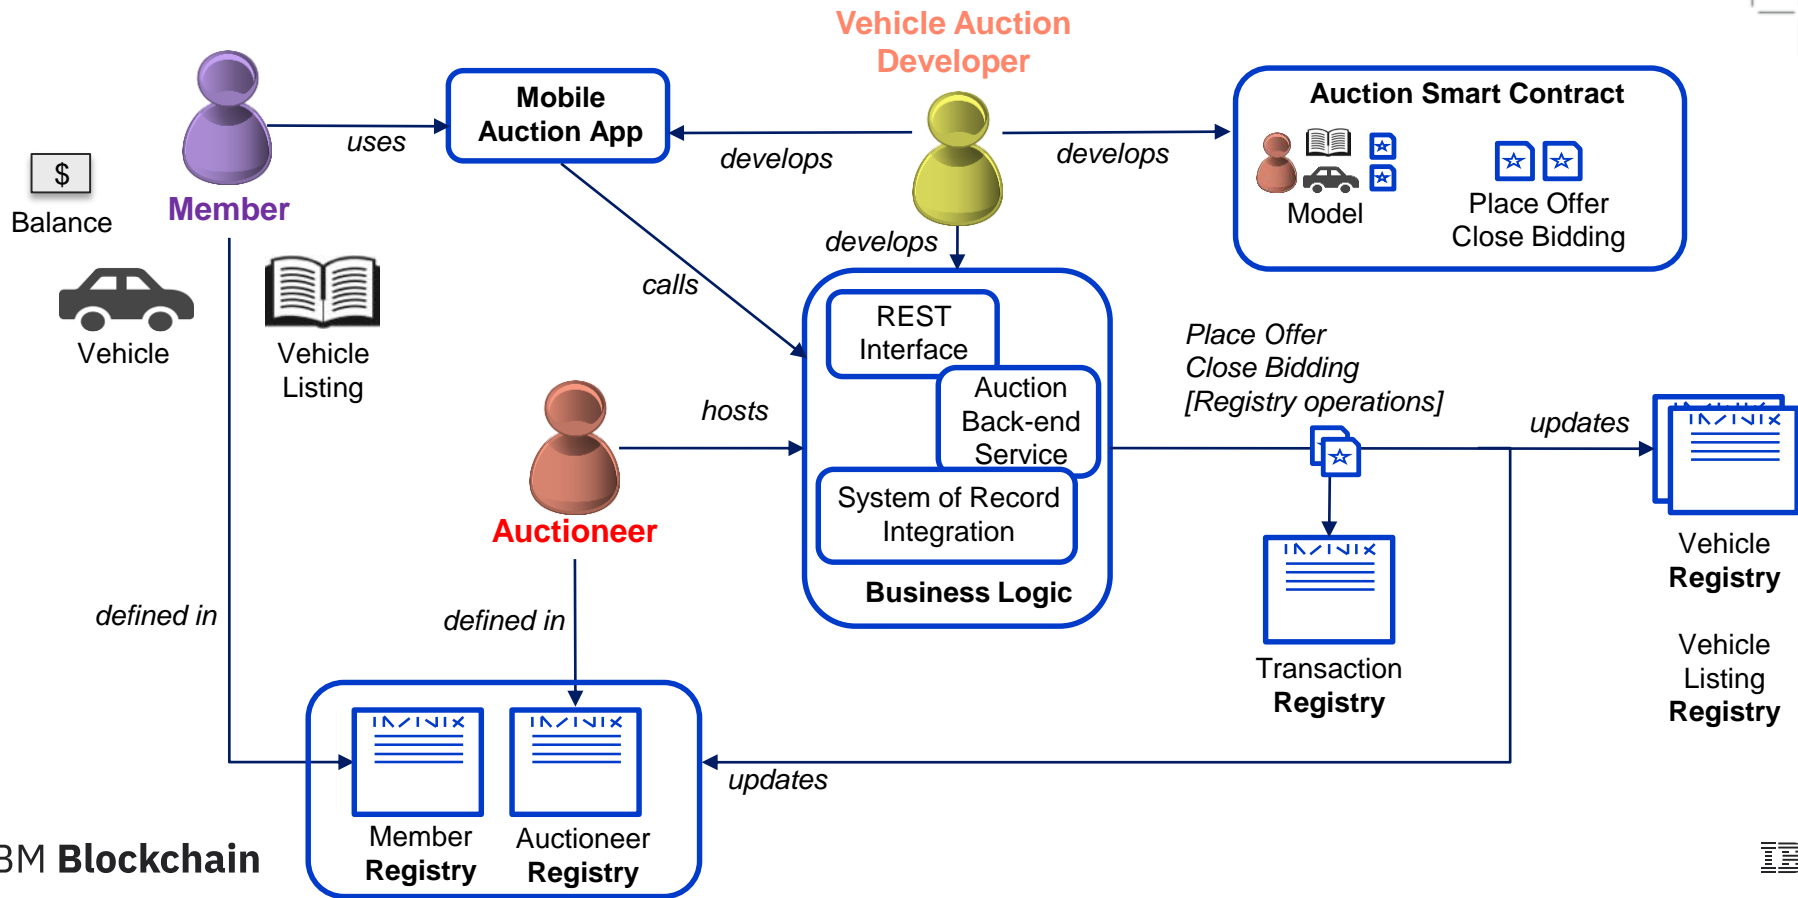 Vehicle Auction
Developer
Mobile
Auction App
Auction Smart Contract
uses
develops
develops
$
Balance
Member
Model
Place Offer
Close Bidding
develops
calls
Vehicle
Vehicle
Listing
REST
Interface
Place Offer
Close Bidding
[Registry operations]
hosts
Auction
Back-end
Service
updates
System of Record
Integration
Auctioneer
Business Logic
Vehicle
Registry
defined in
defined in
Transaction
Registry
Vehicle
Listing
Registry
updates
Member
Registry
Auctioneer
Registry
BM Blockchain